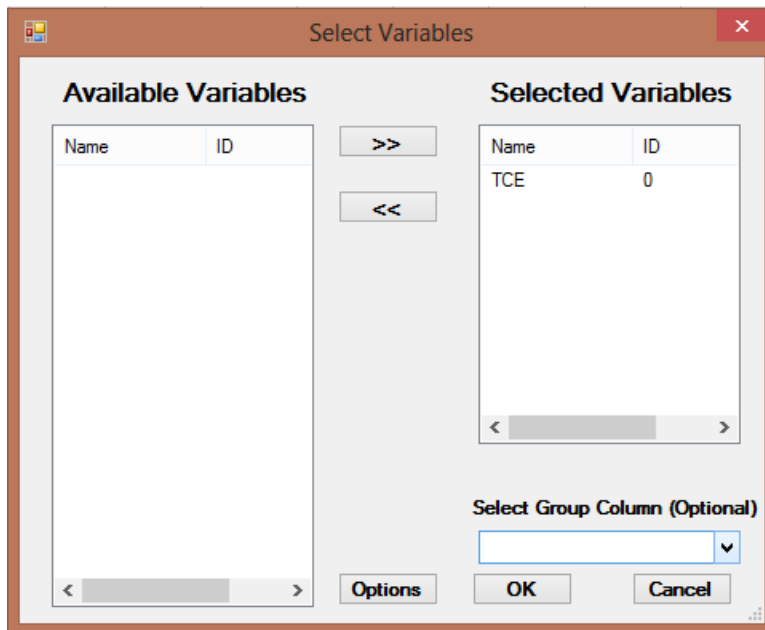 Select Variables
Available Variables
Selected Variables
Name ID
>>
<<
Name ID
TCE 0
Select Group Column (Optional)
Options OK Cancel